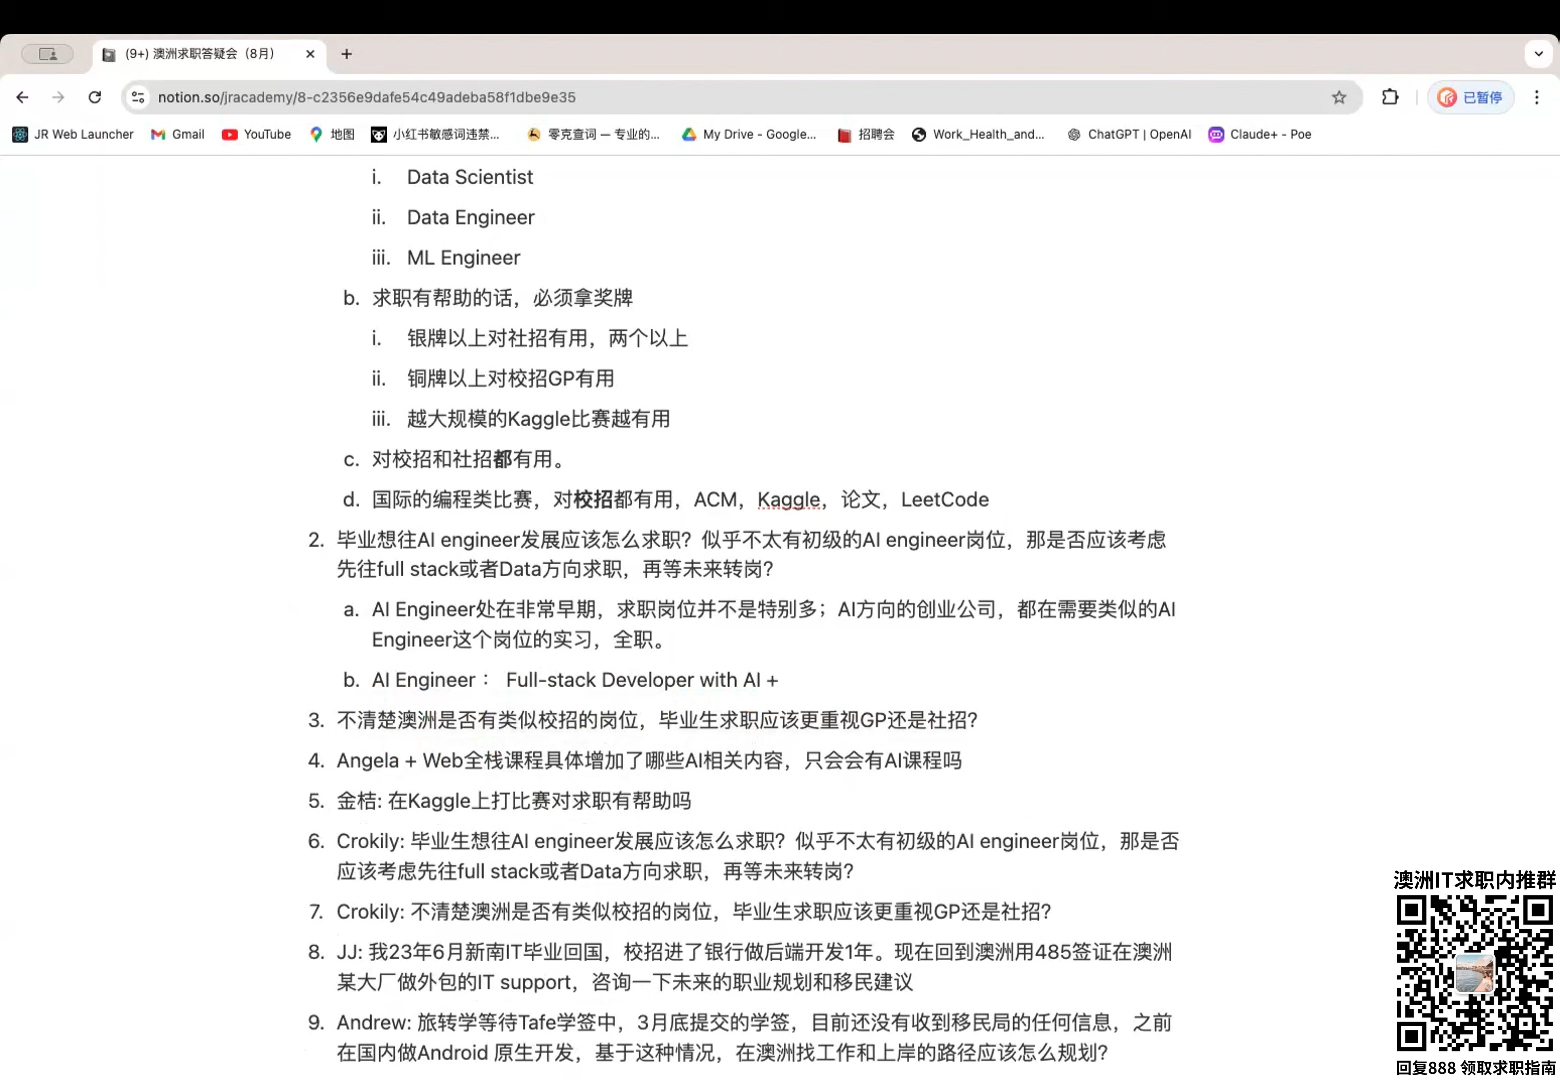 (9+) 澳洲求职答疑会（8月）
notion.so/jracademy/8-c2356e9dafe54c49adeba58f1dbe9e35
已暂停
JR Web Launcher
Gmail
YouTube
地图
小红书敏感词违禁...
零克查词 — 专业的...
My Drive - Google...
招聘会
Work_Health_and...
ChatGPT | OpenAI
Claude+ - Poe
i. Data Scientist
ii. Data Engineer
iii. ML Engineer
b. 求职有帮助的话，必须拿奖牌
i. 银牌以上对社招有用，两个以上
ii. 铜牌以上对校招GP有用
iii. 越大规模的Kaggle比赛越有用
c. 对校招和社招都有用。
d. 国际的编程类比赛，对校招都有用，ACM，Kaggle，论文，LeetCode
2. 毕业想往AI engineer发展应该怎么求职？似乎不太有初级的AI engineer岗位，那是否应该考虑
先往full stack或者Data方向求职，再等未来转岗？
a. AI Engineer处在非常早期，求职岗位并不是特别多；AI方向的创业公司，都在需要类似的AI
Engineer这个岗位的实习，全职。
b. AI Engineer： Full-stack Developer with AI +
3. 不清楚澳洲是否有类似校招的岗位，毕业生求职应该更重视GP还是社招？
4. Angela + Web全栈课程具体增加了哪些AI相关内容，只会会有AI课程吗
5. 金桔: 在Kaggle上打比赛对求职有帮助吗
6. Crokily: 毕业生想往AI engineer发展应该怎么求职？似乎不太有初级的AI engineer岗位，那是否
应该考虑先往full stack或者Data方向求职，再等未来转岗？
7. Crokily: 不清楚澳洲是否有类似校招的岗位，毕业生求职应该更重视GP还是社招？
8. JJ: 我23年6月新南IT毕业回国，校招进了银行做后端开发1年。现在回到澳洲用485签证在澳洲
某大厂做外包的IT support，咨询一下未来的职业规划和移民建议
9. Andrew: 旅转学等待Tafe学签中，3月底提交的学签，目前还没有收到移民局的任何信息，之前
在国内做Android 原生开发，基于这种情况，在澳洲找工作和上岸的路径应该怎么规划?
澳洲IT求职内推群
回复888 领取求职指南